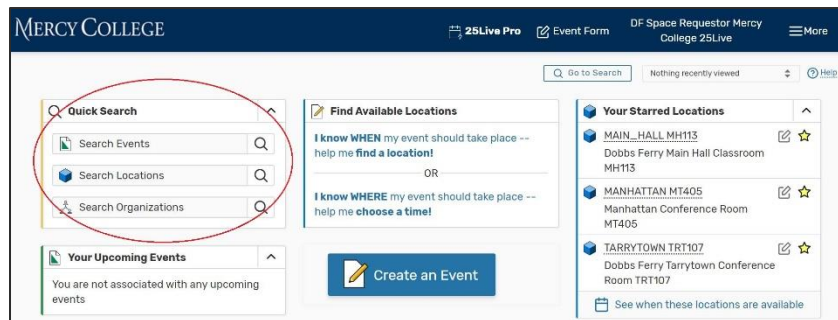 MERCY COLLEGE
25Live Pro
Event Form
DF Space Requestor Mercy
College 25Live
More
Go to Search
Nothing recently viewed
Help
Quick Search
Search Events
Search Locations
Search Organizations
Your Upcoming Events
You are not associated with any upcoming
events
Find Available Locations
I know WHEN my event should take place --
help me find a location!
OR
I know WHERE my event should take place --
help me choose a time!
Create an Event
Your Starred Locations
MAIN_HALL MH113
Dobbs Ferry Main Hall Classroom
MH113
MANHATTAN MT405
Manhattan Conference Room
MT405
TARRYTOWN TRT107
Dobbs Ferry Tarrytown Conference
Room TRT107
See when these locations are available